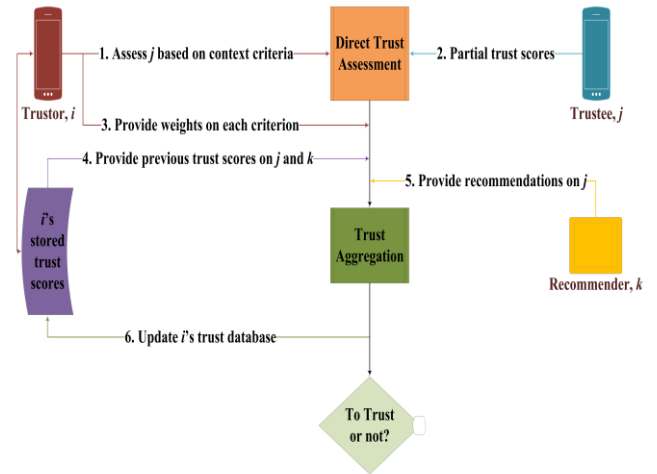 1. Assess j based on context criteria
Direct Trust
Assessment
2. Partial trust scores
Trustor, i
Trustee, j
3. Provide weights on each criterion
4. Provide previous trust scores on j and k
5. Provide recommendations on j
i's
stored
trust
scores
Trust
Aggregation
Recommender, k
6. Update i's trust database
To Trust
or not?